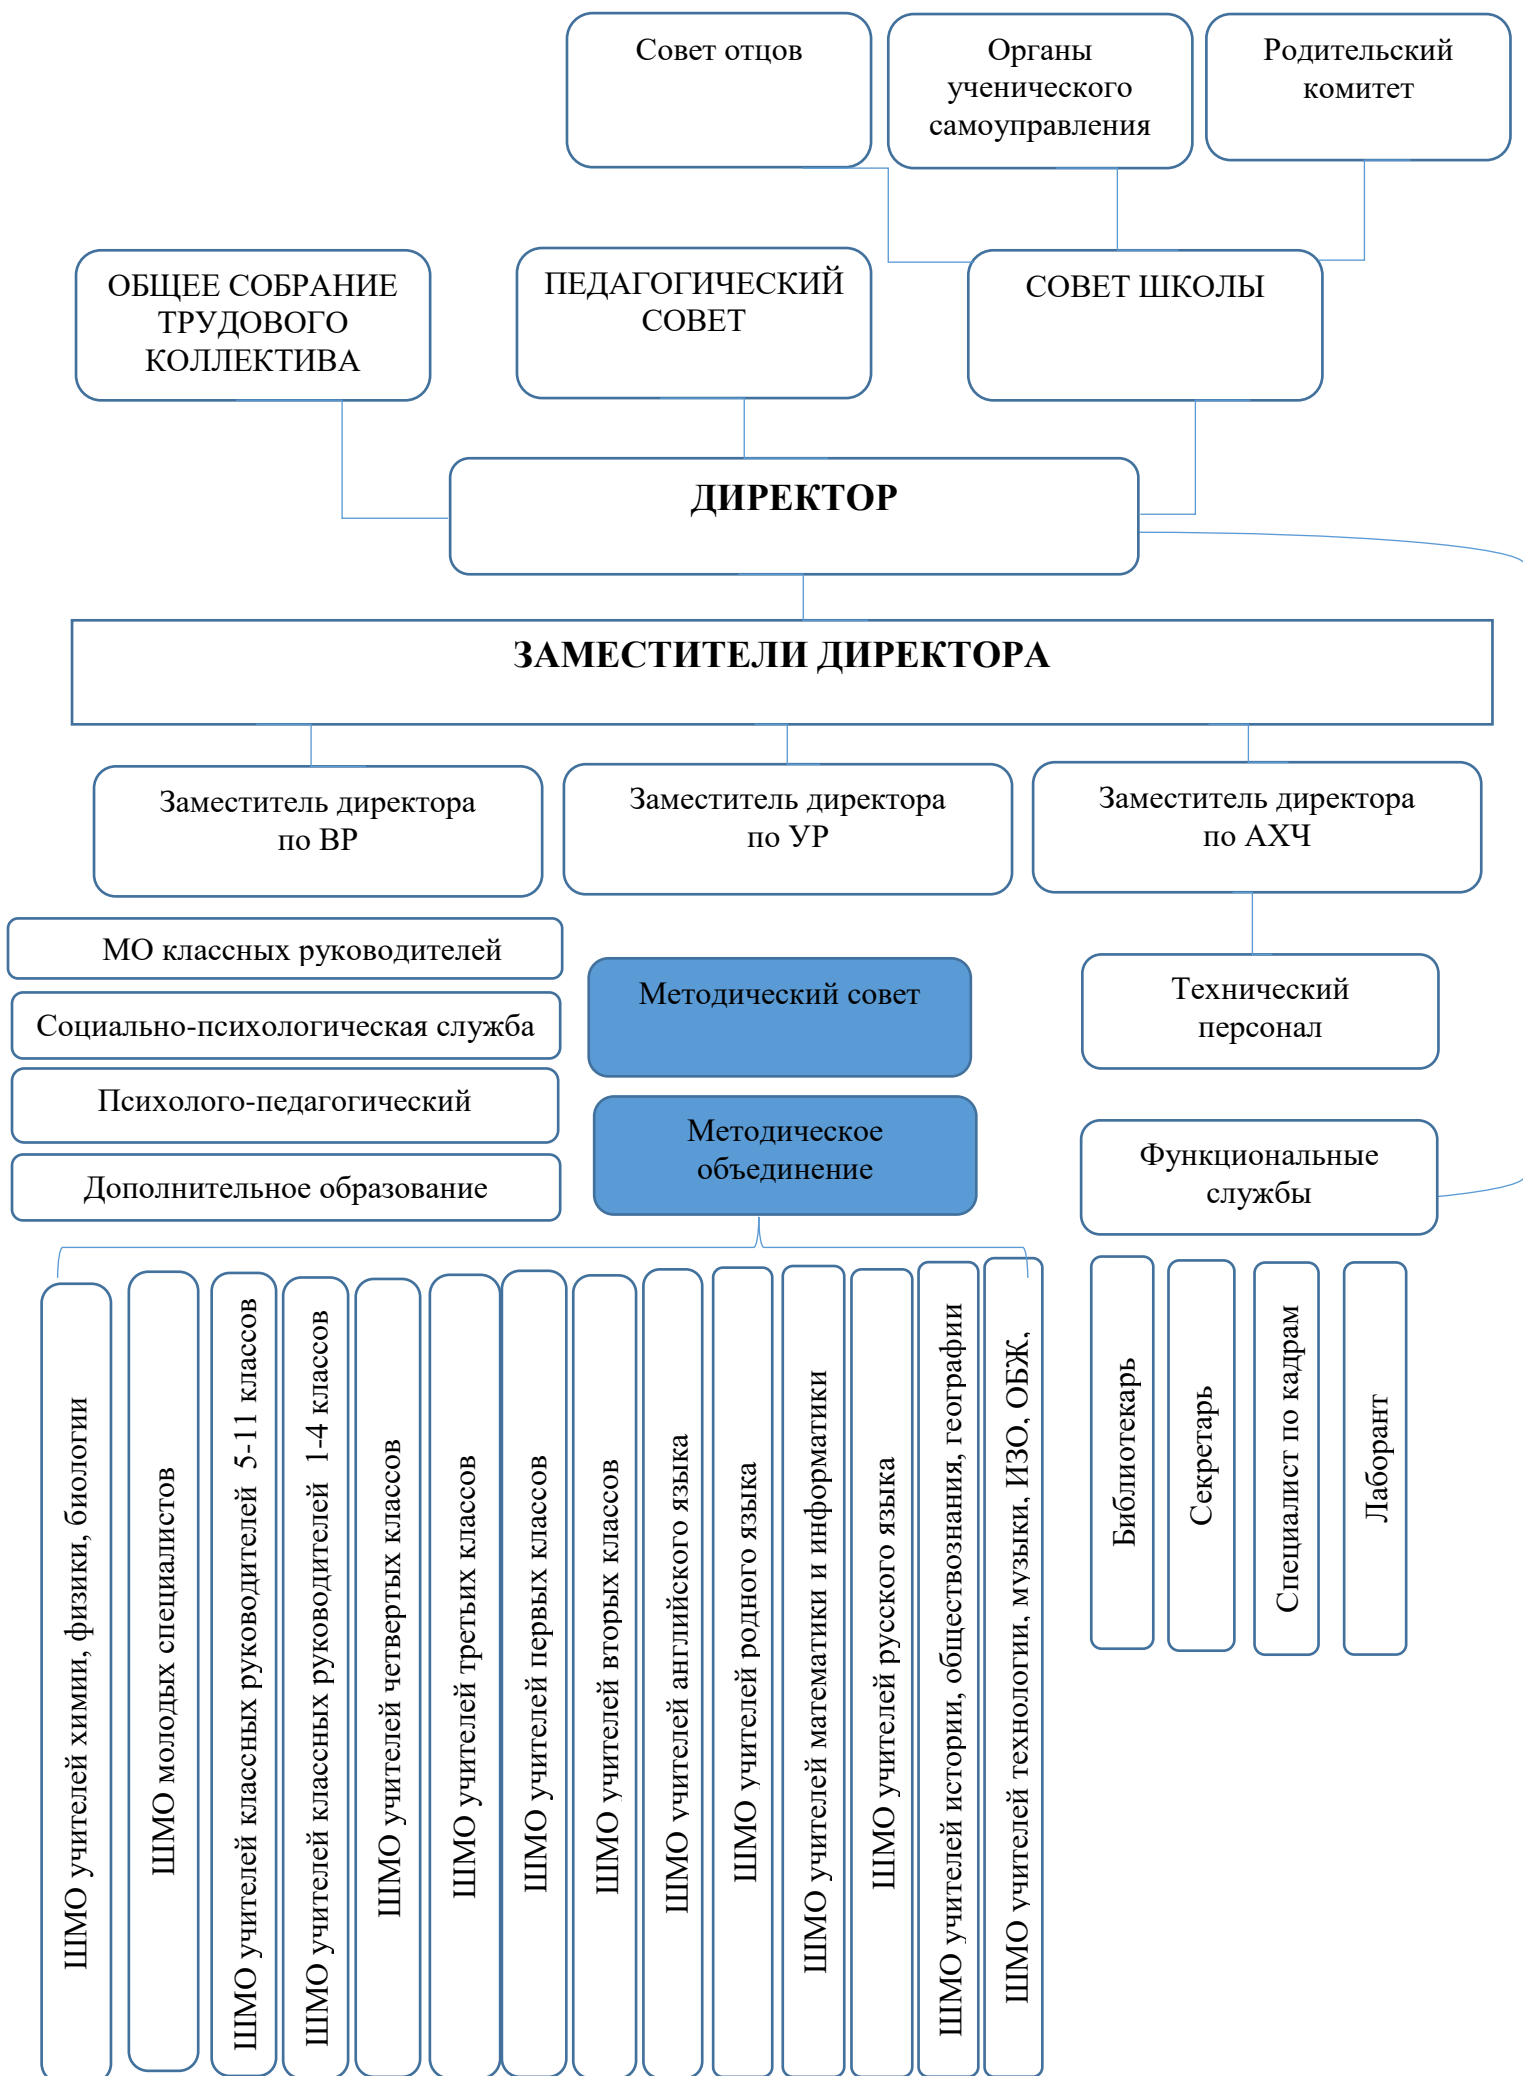 Совет отцов
Органы
ученического
самоуправления
Родительский
комитет
ОБЩЕЕ СОБРАНИЕ
ТРУДОВОГО
КОЛЛЕКТИВА
ПЕДАГОГИЧЕСКИЙ
СОВЕТ
СОВЕТ ШКОЛЫ
ДИРЕКТОР
ЗАМЕСТИТЕЛИ ДИРЕКТОРА
Заместитель директора
по ВР
Заместитель директора
по УР
Заместитель директора
по АХЧ
МО классных руководителей
Социально-психологическая служба
Психолого-педагогический
Дополнительное образование
Методический совет
Методическое
объединение
Технический
персонал
Функциональные
службы
ШМО учителей химии, физики, биологии
ШМО молодых специалистов
ШМО учителей классных руководителей 5-11 классов
ШМО учителей классных руководителей 1-4 классов
ШМО учителей четвертых классов
ШМО учителей третьих классов
ШМО учителей первых классов
ШМО учителей вторых классов
ШМО учителей английского языка
ШМО учителей родного языка
ШМО учителей математики и информатики
ШМО учителей русского языка
ШМО учителей истории, обществознания, географии
ШМО учителей технологии, музыки, ИЗО, ОБЖ,
Библиотекарь
Секретарь
Специалист по кадрам
Лаборант